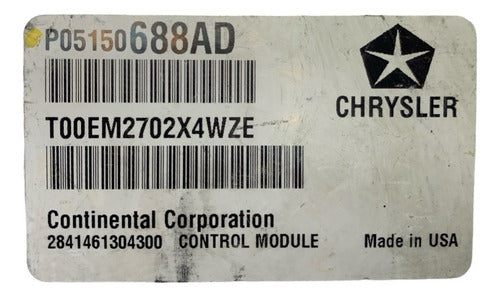 P05150688AD
CHRYSLER
T00EM2702X4WZE
Continental Corporation
2841461304300 CONTROL MODULE Made in USA